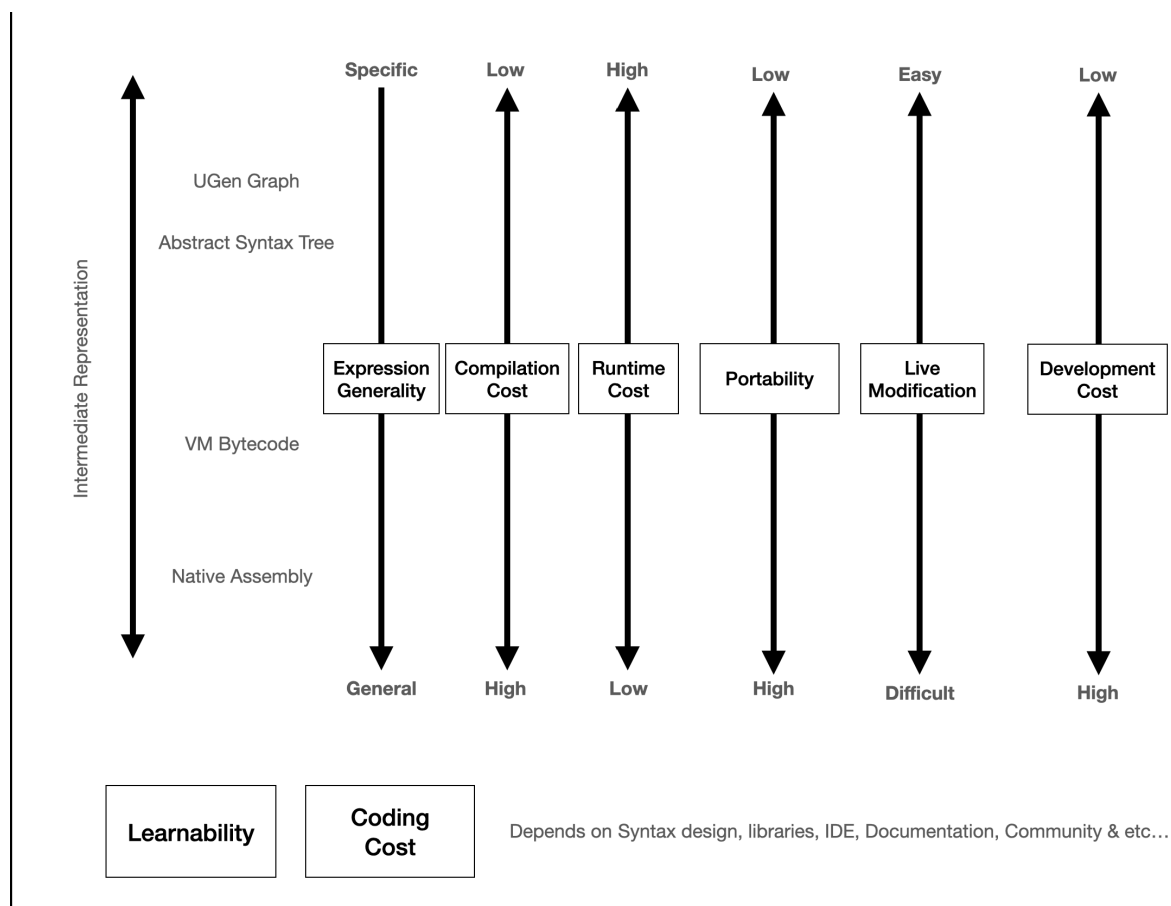 Specific
Low
High
Low
Easy
Low
UGen Graph
Abstract Syntax Tree
Intermediate Representation
Expression
Generality
Compilation
Cost
Runtime
Cost
Portability
Live
Modification
Development
Cost
VM Bytecode
Native Assembly
General
High
Low
High
Difficult
High
Learnability
Coding
Cost
Depends on Syntax design, libraries, IDE, Documentation, Community & etc…